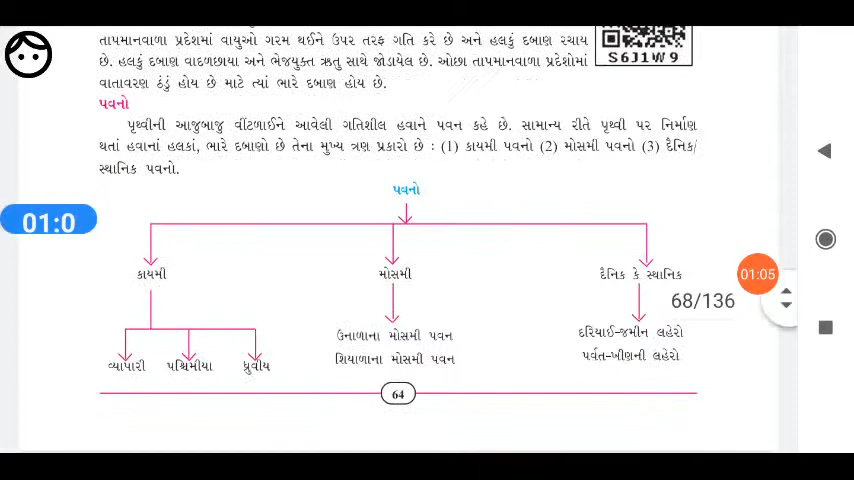 તાપમાનવાળા પ્રદેશમાં વાયુઓ ગરમ થઈને ઉપર તરફ ગતિ કરે છે અને હલકું દબાણ રચાય
છે. હલકું દબાણ વાદળછાયા અને ભેજયુક્ત ઋતુ સાથે જોડાયેલ છે. ઓછા તાપમાનવાળા પ્રદેશોમાં
વાતાવરણ ઠંડું હોય છે માટે ત્યાં ભારે દબાણ હોય છે.
S6J1W9
પવનો
પૃથ્વીની આજુબાજુ વીંટળાઈને આવેલી ગતિશીલ હવાને પવન કહે છે. સામાન્ય રીતે પૃથ્વી પર નિર્માણ
થતાં હવાનાં હલકાં, ભારે દબાણો છે તેના મુખ્ય ત્રણ પ્રકારો છે : (1) કાયમી પવનો (2) મોસમી પવનો (3) દૈનિક/
સ્થાનિક પવનો.
પવનો
01:0
કાયમી મોસમી દૈનિક કે સ્થાનિક
01:05
68/136
ઉનાળાના મોસમી પવન દરિયાઈ-જમીન લહેરો
શિયાળાના મોસમી પવન પર્વત-ખીણની લહેરો
વ્યાપારી પશ્ચિમીયા ધ્રુવીય
64